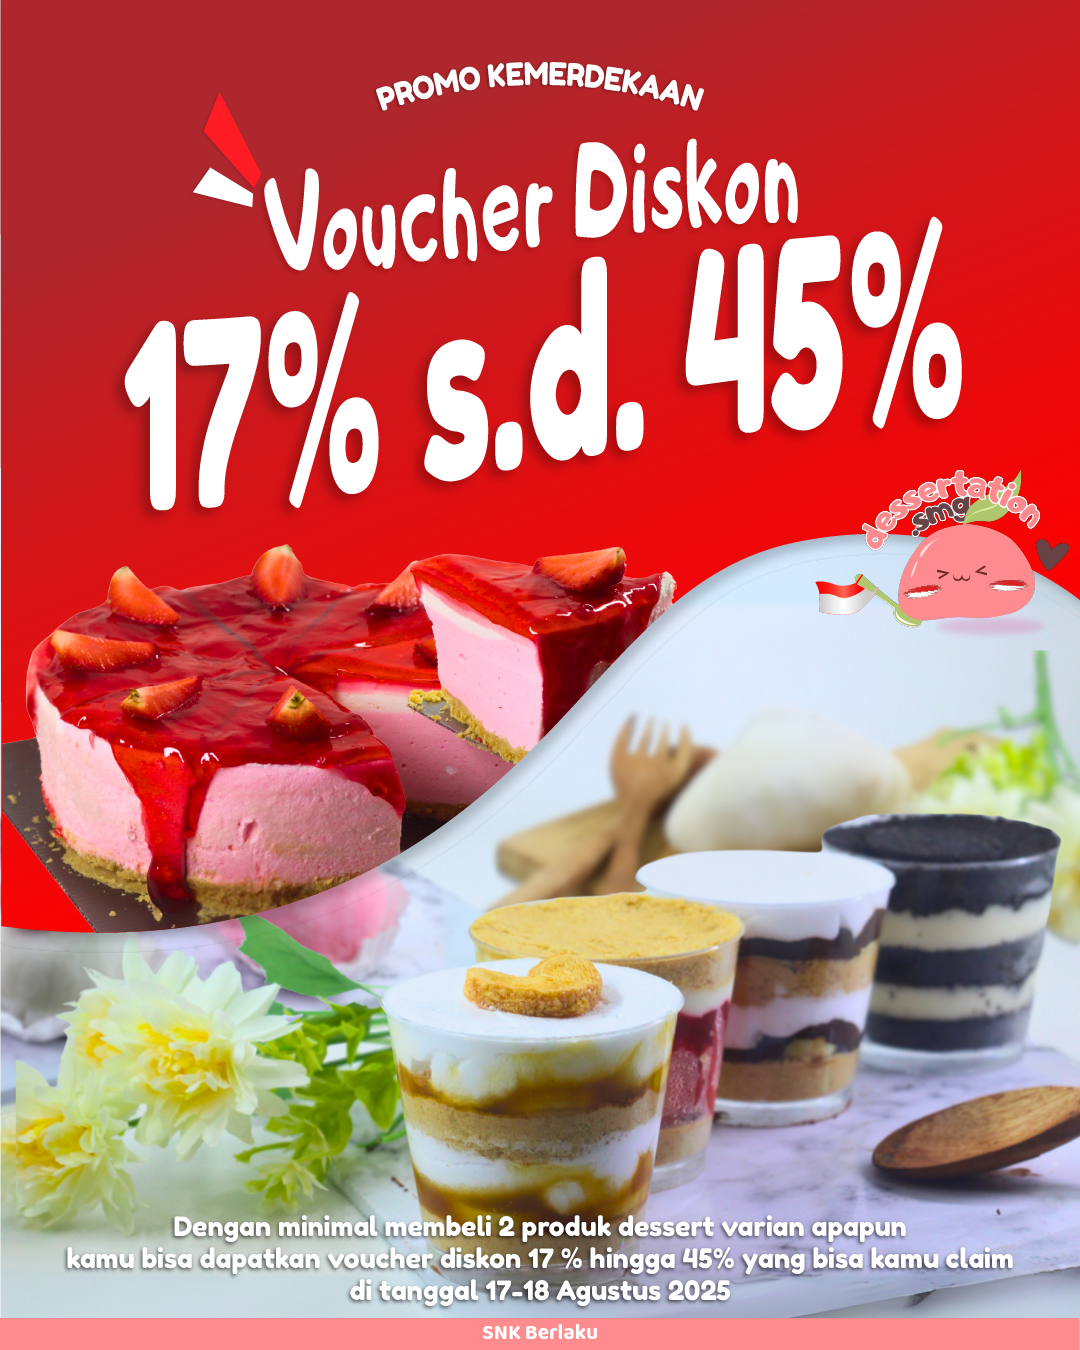 PROMO KEMERDEKAAN
Voucher Diskon
17% s.d. 45%
dessertation
.smg
Dengan minimal membeli 2 produk dessert varian apapun
kamu bisa dapatkan voucher diskon 17 % hingga 45% yang bisa kamu claim
di tanggal 17-18 Agustus 2025
SNK Berlaku